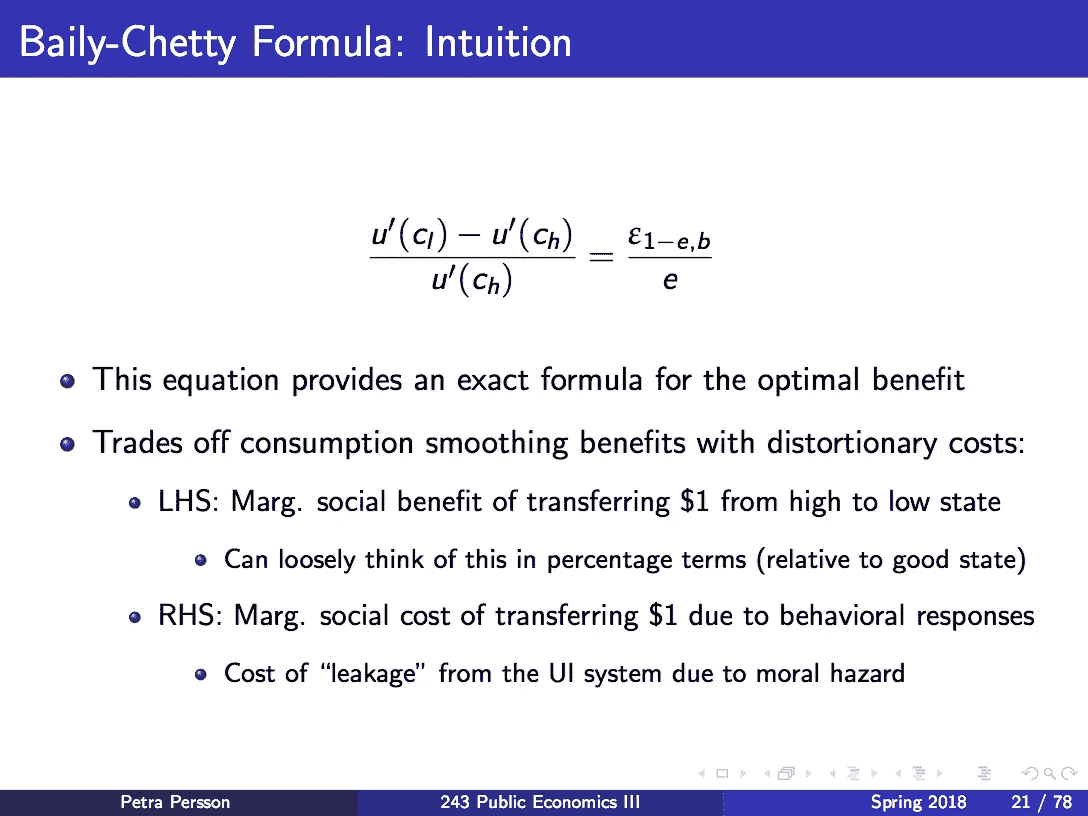 Baily-Chetty Formula: Intuition
u′(c_l) − u′(c_h) / u′(c_h) = ε_{1−e,b} / e
This equation provides an exact formula for the optimal benefit
Trades off consumption smoothing benefits with distortionary costs:
LHS: Marg. social benefit of transferring $1 from high to low state
Can loosely think of this in percentage terms (relative to good state)
RHS: Marg. social cost of transferring $1 due to behavioral responses
Cost of “leakage” from the UI system due to moral hazard
Petra Persson 243 Public Economics III Spring 2018 21 / 78